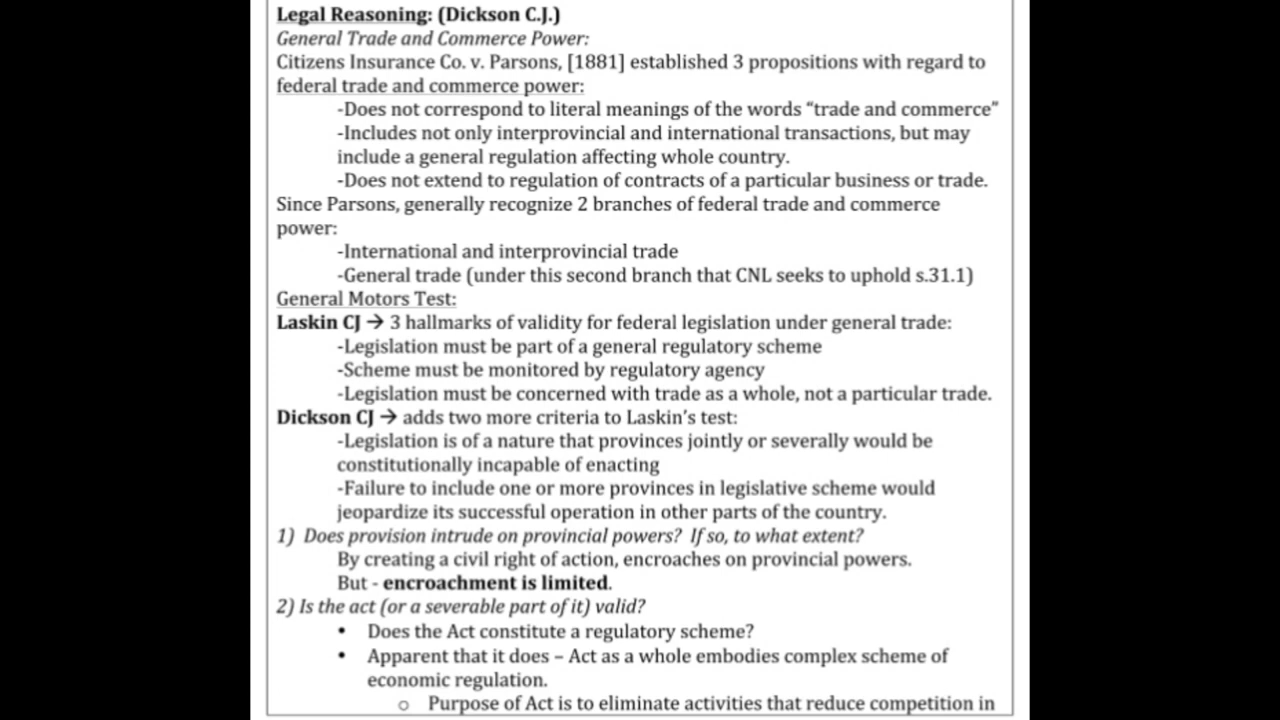 Legal Reasoning: (Dickson C.J.)
General Trade and Commerce Power:
Citizens Insurance Co. v. Parsons, [1881] established 3 propositions with regard to
federal trade and commerce power:
-Does not correspond to literal meanings of the words “trade and commerce”
-Includes not only interprovincial and international transactions, but may
include a general regulation affecting whole country.
-Does not extend to regulation of contracts of a particular business or trade.
Since Parsons, generally recognize 2 branches of federal trade and commerce
power:
-International and interprovincial trade
-General trade (under this second branch that CNL seeks to uphold s.31.1)
General Motors Test:
Laskin CJ → 3 hallmarks of validity for federal legislation under general trade:
-Legislation must be part of a general regulatory scheme
-Scheme must be monitored by regulatory agency
-Legislation must be concerned with trade as a whole, not a particular trade.
Dickson CJ → adds two more criteria to Laskin’s test:
-Legislation is of a nature that provinces jointly or severally would be
constitutionally incapable of enacting
-Failure to include one or more provinces in legislative scheme would
jeopardize its successful operation in other parts of the country.
1) Does provision intrude on provincial powers? If so, to what extent?
By creating a civil right of action, encroaches on provincial powers.
But - encroachment is limited.
2) Is the act (or a severable part of it) valid?
• Does the Act constitute a regulatory scheme?
• Apparent that it does – Act as a whole embodies complex scheme of
economic regulation.
o Purpose of Act is to eliminate activities that reduce competition in